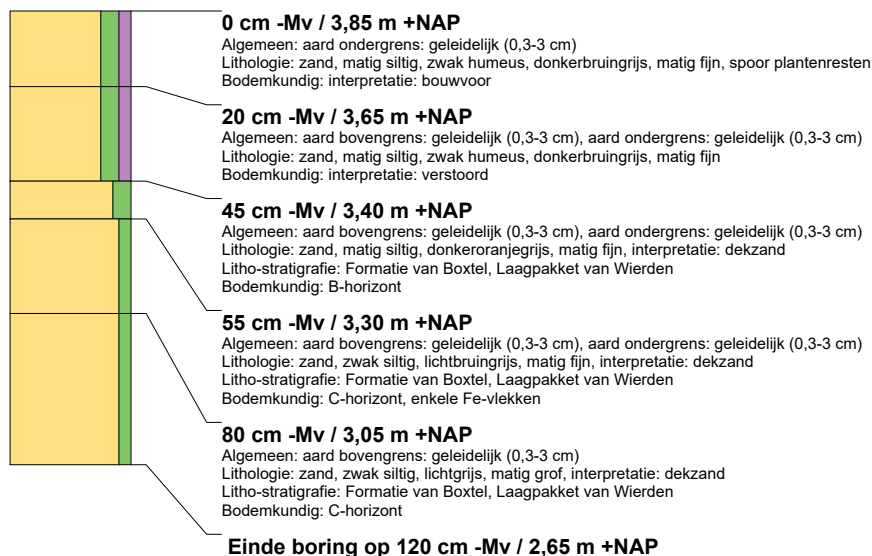 0 cm -Mv / 3,85 m +NAP
Algemeen: aard ondergrens: geleidelijk (0,3-3 cm)
Lithologie: zand, matig siltig, zwak humeus, donkerbruingrijs, matig fijn, spoor plantenresten
Bodemkundig: interpretatie: bouwvoor
20 cm -Mv / 3,65 m +NAP
Algemeen: aard bovengrens: geleidelijk (0,3-3 cm), aard ondergrens: geleidelijk (0,3-3 cm)
Lithologie: zand, matig siltig, zwak humeus, donkerbruingrijs, matig fijn
Bodemkundig: interpretatie: verstoord
45 cm -Mv / 3,40 m +NAP
Algemeen: aard bovengrens: geleidelijk (0,3-3 cm), aard ondergrens: geleidelijk (0,3-3 cm)
Lithologie: zand, matig siltig, donkeroranjegrijs, matig fijn, interpretatie: dekzand
Litho-stratigrafie: Formatie van Boxtel, Laagpakket van Wierden
Bodemkundig: B-horizont
55 cm -Mv / 3,30 m +NAP
Algemeen: aard bovengrens: geleidelijk (0,3-3 cm), aard ondergrens: geleidelijk (0,3-3 cm)
Lithologie: zand, zwak siltig, lichtbruingrijs, matig fijn, interpretatie: dekzand
Litho-stratigrafie: Formatie van Boxtel, Laagpakket van Wierden
Bodemkundig: C-horizont, enkele Fe-vlekken
80 cm -Mv / 3,05 m +NAP
Algemeen: aard bovengrens: geleidelijk (0,3-3 cm)
Lithologie: zand, zwak siltig, lichtgrijs, matig grof, interpretatie: dekzand
Litho-stratigrafie: Formatie van Boxtel, Laagpakket van Wierden
Bodemkundig: C-horizont
Einde boring op 120 cm -Mv / 2,65 m +NAP